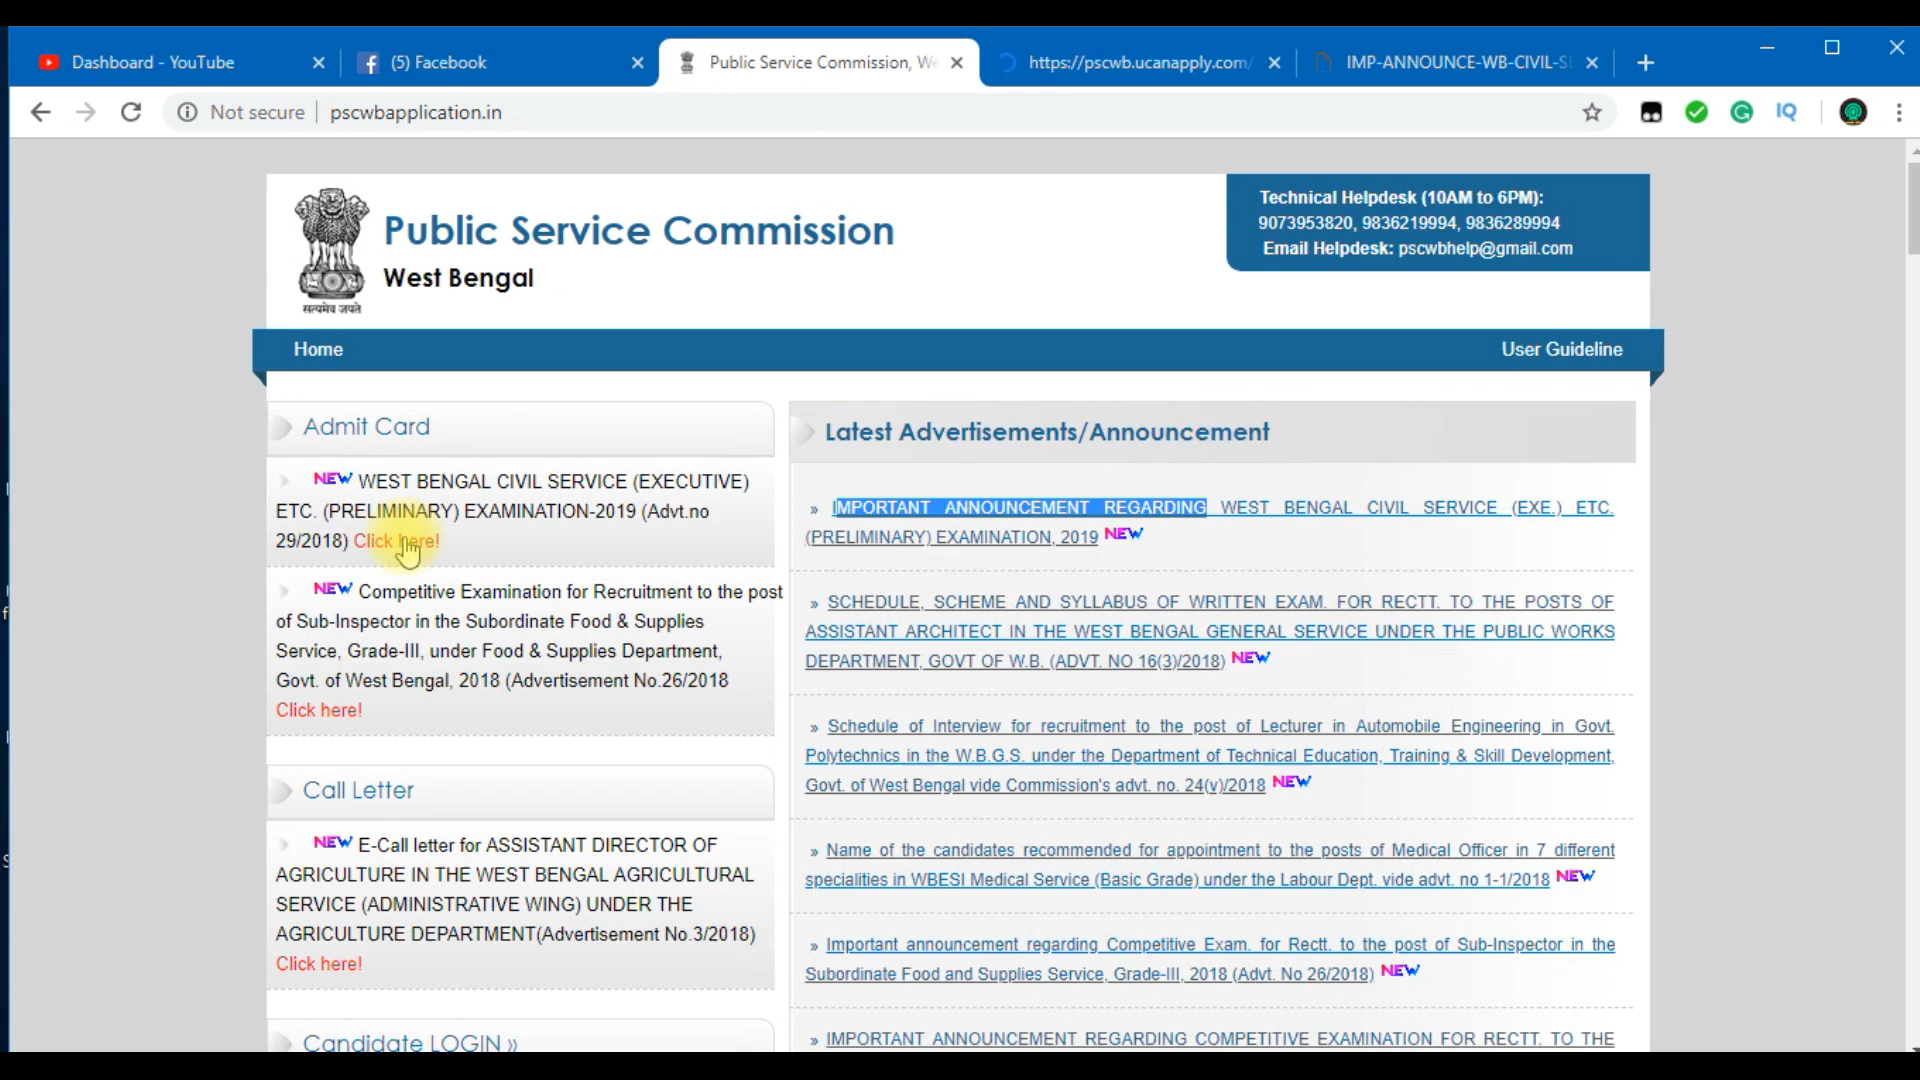 Dashboard - YouTube
(5) Facebook
Public Service Commission, We
https://pscwb.ucanapply.com/
IMP-ANNOUNCE-WB-CIVIL-SE
Not secure
pscwbapplication.in
IQ
Public Service Commission
West Bengal
सत्यमेव जयते
Technical Helpdesk (10AM to 6PM):
9073953820, 9836219994, 9836289994
Email Helpdesk: pscwbhelp@gmail.com
Home
User Guideline
Admit Card
NEW WEST BENGAL CIVIL SERVICE (EXECUTIVE)
ETC. (PRELIMINARY) EXAMINATION-2019 (Advt.no
29/2018) Click here!
NEW Competitive Examination for Recruitment to the post
of Sub-Inspector in the Subordinate Food & Supplies
Service, Grade-III, under Food & Supplies Department,
Govt. of West Bengal, 2018 (Advertisement No.26/2018
Click here!
Call Letter
NEW E-Call letter for ASSISTANT DIRECTOR OF
AGRICULTURE IN THE WEST BENGAL AGRICULTURAL
SERVICE (ADMINISTRATIVE WING) UNDER THE
AGRICULTURE DEPARTMENT(Advertisement No.3/2018)
Click here!
Candidate LOGIN »
Latest Advertisements/Announcement
» IMPORTANT ANNOUNCEMENT REGARDING WEST BENGAL CIVIL SERVICE (EXE.) ETC.
(PRELIMINARY) EXAMINATION, 2019 NEW
» SCHEDULE, SCHEME AND SYLLABUS OF WRITTEN EXAM. FOR RECTT. TO THE POSTS OF
ASSISTANT ARCHITECT IN THE WEST BENGAL GENERAL SERVICE UNDER THE PUBLIC WORKS
DEPARTMENT, GOVT OF W.B. (ADVT. NO 16(3)/2018) NEW
» Schedule of Interview for recruitment to the post of Lecturer in Automobile Engineering in Govt.
Polytechnics in the W.B.G.S. under the Department of Technical Education, Training & Skill Development,
Govt. of West Bengal vide Commission's advt. no. 24(v)/2018 NEW
» Name of the candidates recommended for appointment to the posts of Medical Officer in 7 different
specialities in WBESI Medical Service (Basic Grade) under the Labour Dept. vide advt. no 1-1/2018 NEW
» Important announcement regarding Competitive Exam. for Rectt. to the post of Sub-Inspector in the
Subordinate Food and Supplies Service, Grade-III, 2018 (Advt. No 26/2018) NEW
» IMPORTANT ANNOUNCEMENT REGARDING COMPETITIVE EXAMINATION FOR RECTT. TO THE